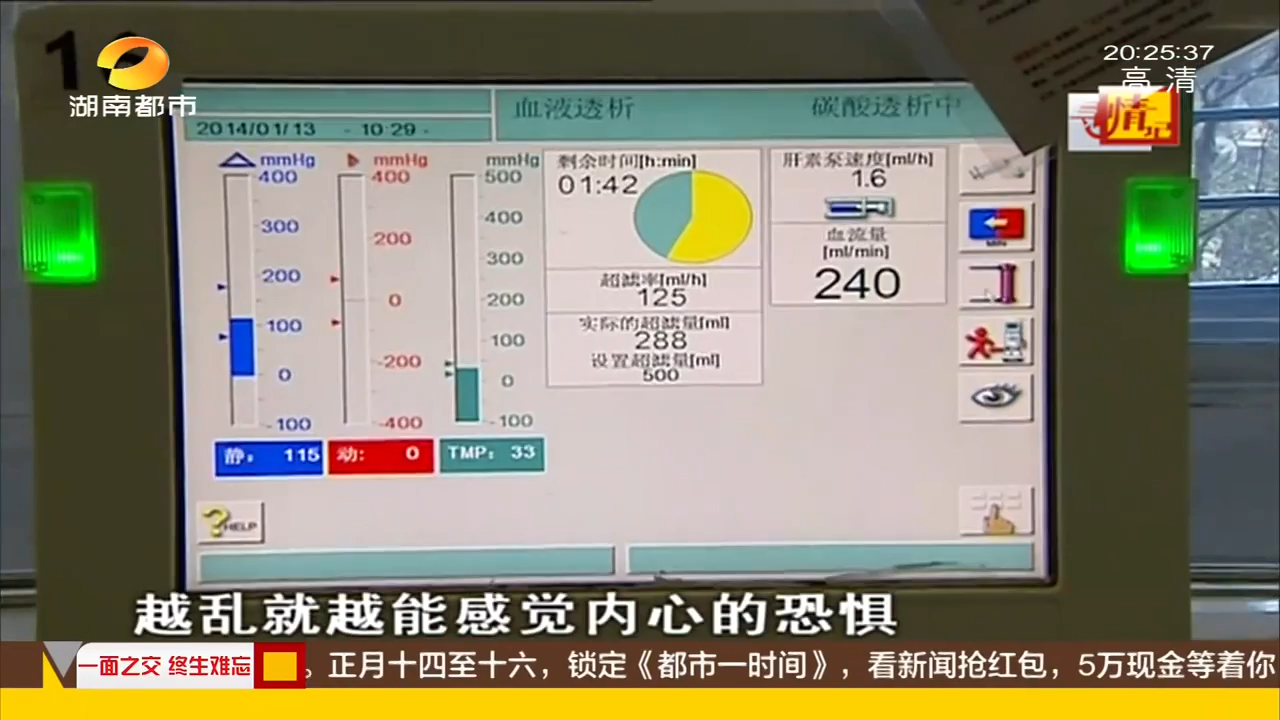 湖南都市
20:25:37
高清
情
2014/01/13 - 10:29 -
血液透析
碳酸透析中
mmHg
400
300
200
100
0
-100
mmHg
400
200
0
-200
-400
mmHg
500
400
300
200
100
0
-100
静: 115
动: 0
TMP: 33
剩余时间[h:min]
01:42
超滤率[ml/h]
125
实际的超滤量[ml]
288
设置超滤量[ml]
500
肝素泵速度[ml/h]
1.6
血流量
[ml/min]
240
?HELP
越乱就越能感觉内心的恐惧
一面之交 终生难忘
。正月十四至十六，锁定《都市一时间》，看新闻抢红包，5万现金等着你